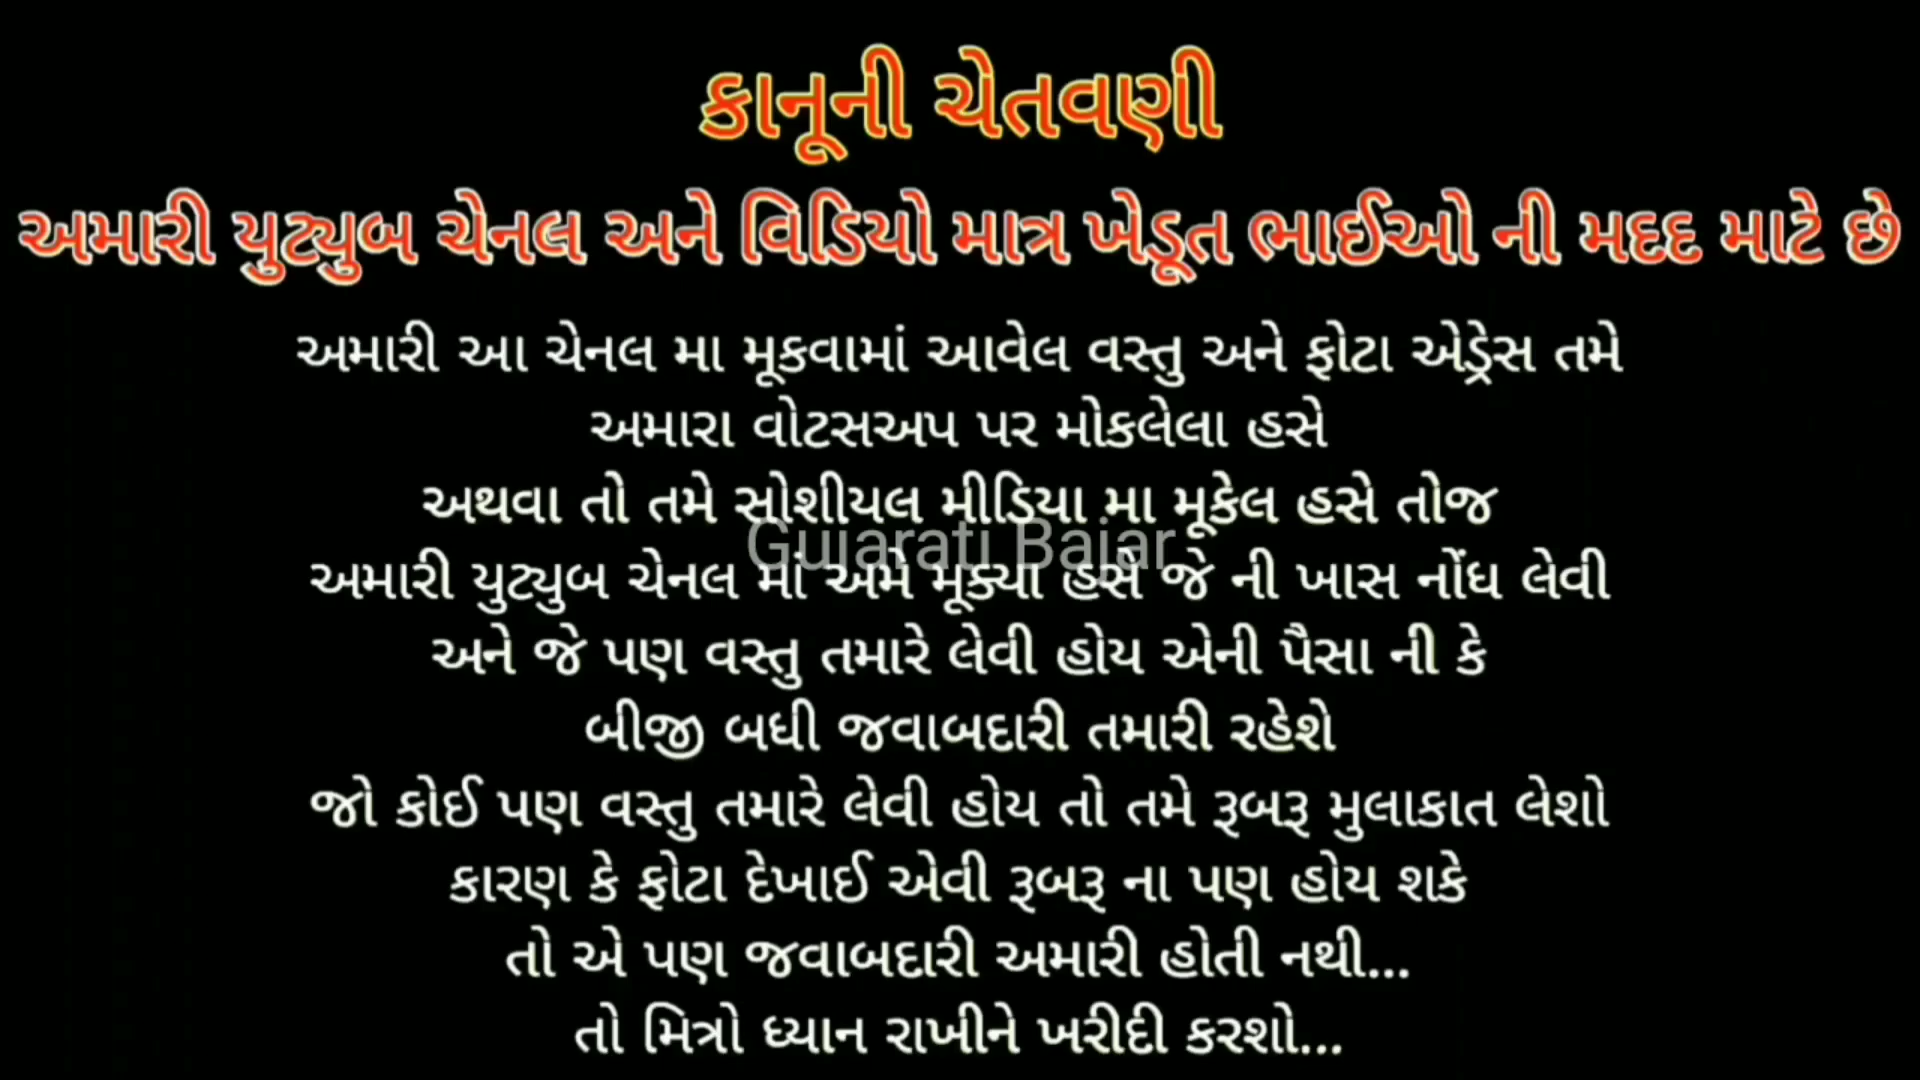 કાનૂની ચેતવણી
અમારી યુટ્યુબ ચેનલ અને વિડિયો માત્ર ખેડૂત ભાઈઓ ની મદદ માટે છે
અમારી આ ચેનલ મા મૂકવામાં આવેલ વસ્તુ અને ફોટા એડ્રેસ તમે
અમારા વોટસઅપ પર મોકલેલા હસે
અથવા તો તમે સોશીયલ મીડિયા મા મૂકેલ હસે તોજ
Gujarati Bajar
અમારી યુટ્યુબ ચેનલ માં અમે મૂક્યા હસે જે ની ખાસ નોંધ લેવી
અને જે પણ વસ્તુ તમારે લેવી હોય એની પૈસા ની કે
બીજી બધી જવાબદારી તમારી રહેશે
જો કોઈ પણ વસ્તુ તમારે લેવી હોય તો તમે રૂબરૂ મુલાકાત લેશો
કારણ કે ફોટા દેખાઈ એવી રૂબરૂ ના પણ હોય શકે
તો એ પણ જવાબદારી અમારી હોતી નથી...
તો મિત્રો ધ્યાન રાખીને ખરીદી કરશો...